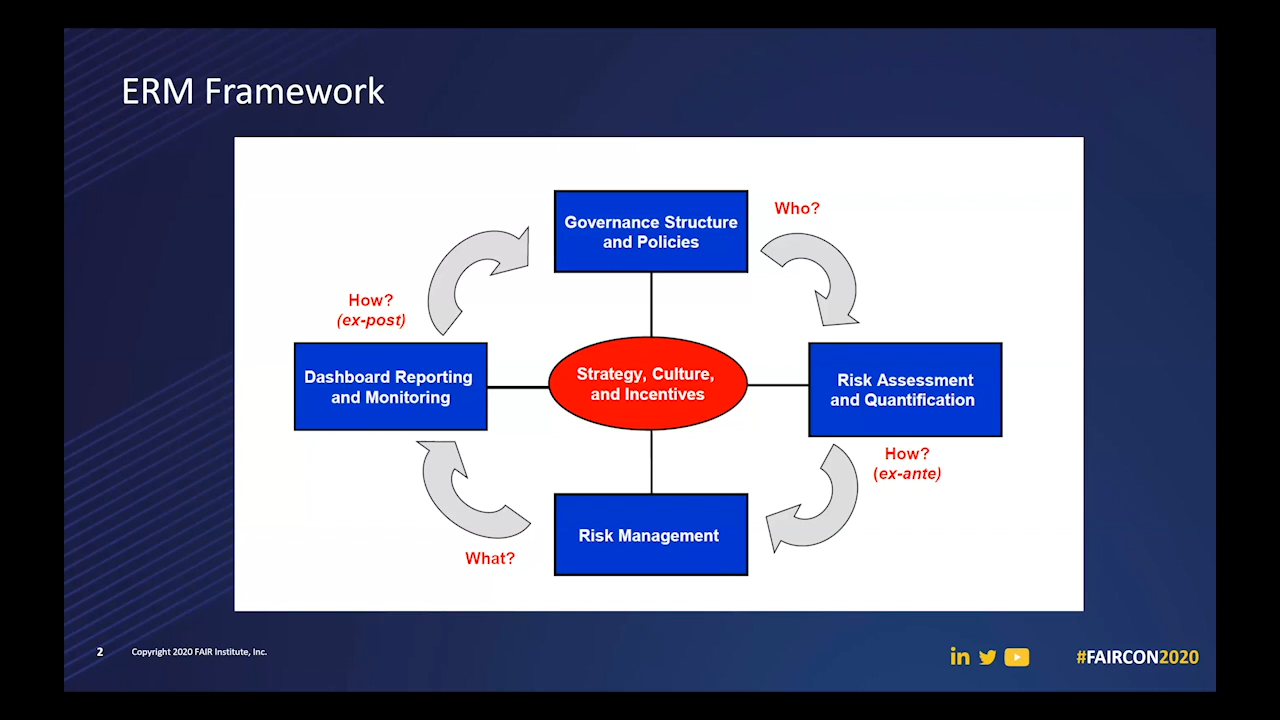 ERM Framework
Governance Structure
and Policies
Who?
How?
(ex-post)
Dashboard Reporting
and Monitoring
Strategy, Culture,
and Incentives
Risk Assessment
and Quantification
How?
(ex-ante)
Risk Management
What?
2
Copyright 2020 FAIR Institute, Inc.
in
#FAIRCON2020